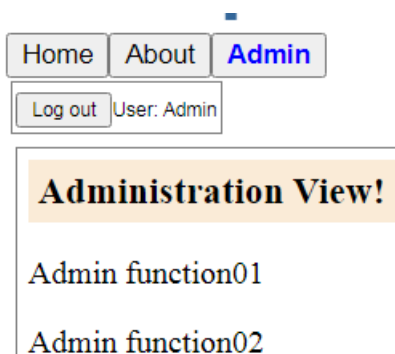 Home About Admin
Log out User: Admin
Administration View!
Admin function01
Admin function02